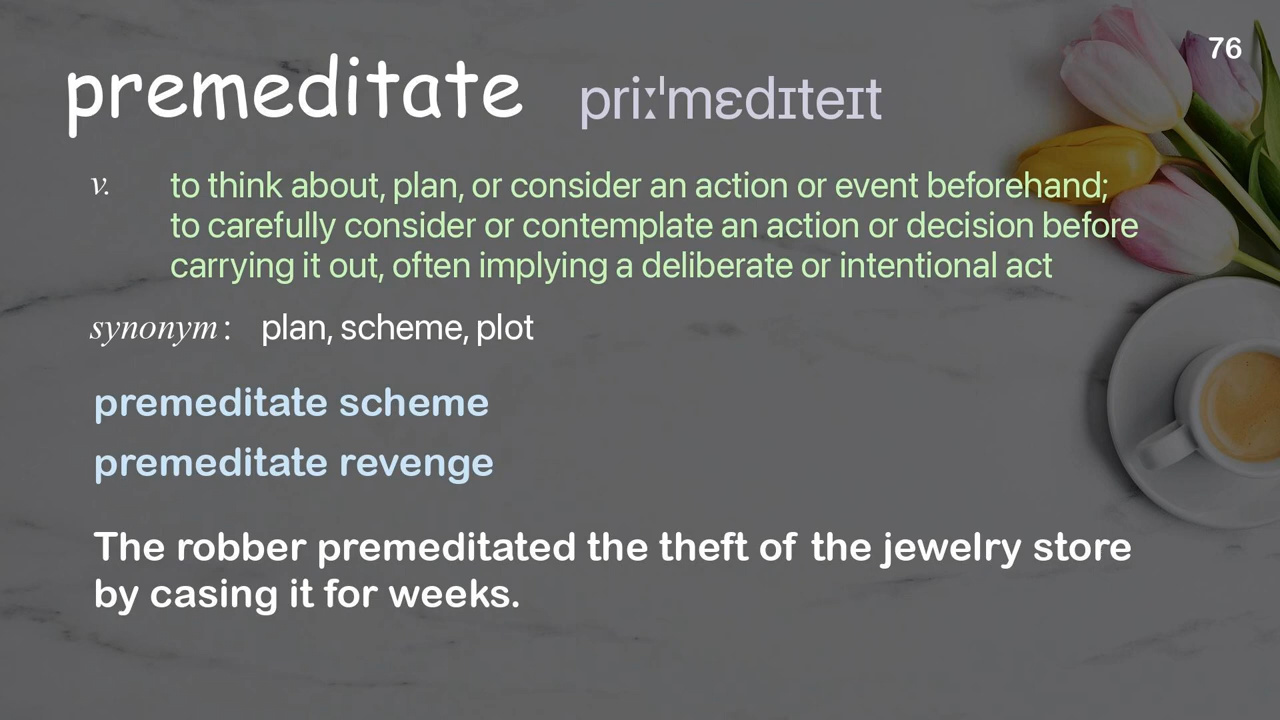 76
premeditate priːˈmɛdɪteɪt
v. to think about, plan, or consider an action or event beforehand;
to carefully consider or contemplate an action or decision before
carrying it out, often implying a deliberate or intentional act
synonym: plan, scheme, plot
premeditate scheme
premeditate revenge
The robber premeditated the theft of the jewelry store
by casing it for weeks.